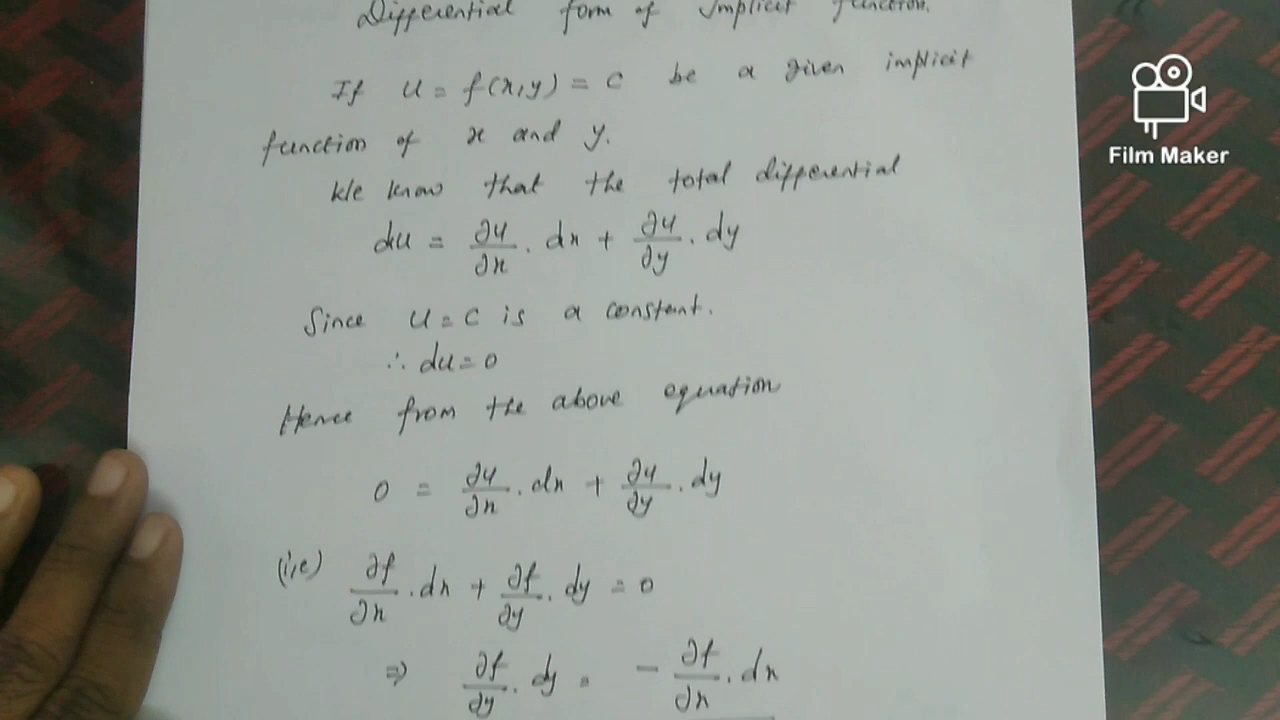 Differential form of Implicit function.
If u = f(x,y) = c be a given implicit
function of x and y.
We know that the total differential
du = ∂u/∂x . dx + ∂u/∂y . dy
Since u = c is a constant.
∴ du = 0
Hence from the above equation
0 = ∂u/∂x . dx + ∂u/∂y . dy
(i,e) ∂f/∂x . dx + ∂f/∂y . dy = 0
⇒ ∂f/∂y . dy = - ∂f/∂x . dx
Film Maker